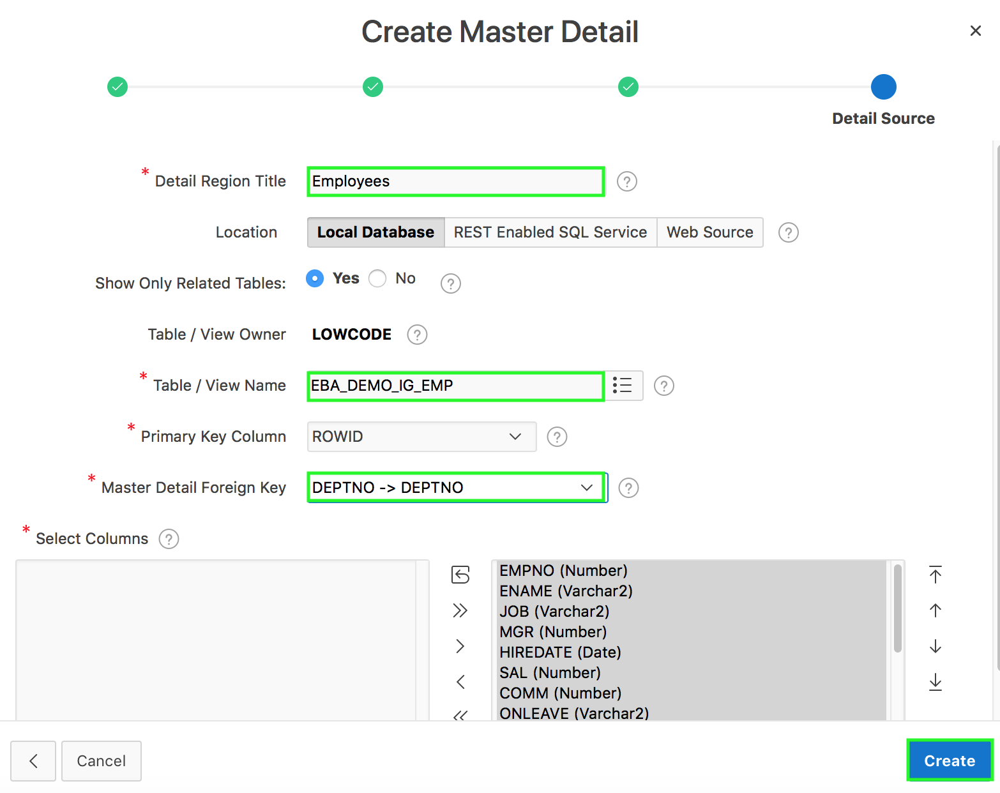 Create Master Detail
Detail Source
* Detail Region Title Employees ?
Location Local Database REST Enabled SQL Service Web Source ?
Show Only Related Tables: Yes No ?
Table / View Owner LOWCODE ?
* Table / View Name EBA_DEMO_IG_EMP ?
* Primary Key Column ROWID ?
* Master Detail Foreign Key DEPTNO -> DEPTNO ?
* Select Columns ?
EMPNO (Number)
ENAME (Varchar2)
JOB (Varchar2)
MGR (Number)
HIREDATE (Date)
SAL (Number)
COMM (Number)
ONLEAVE (Varchar2)
Cancel Create